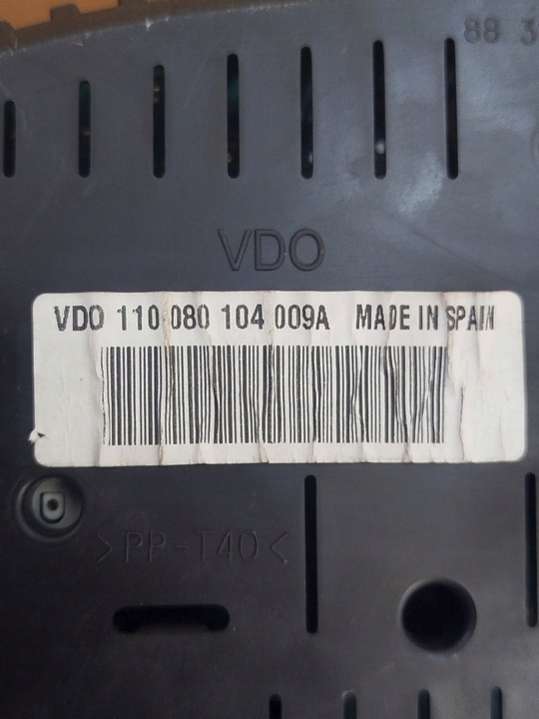 88 3
VDO
VDO 110 080 104 009A MADE IN SPAIN
>PP-T40<